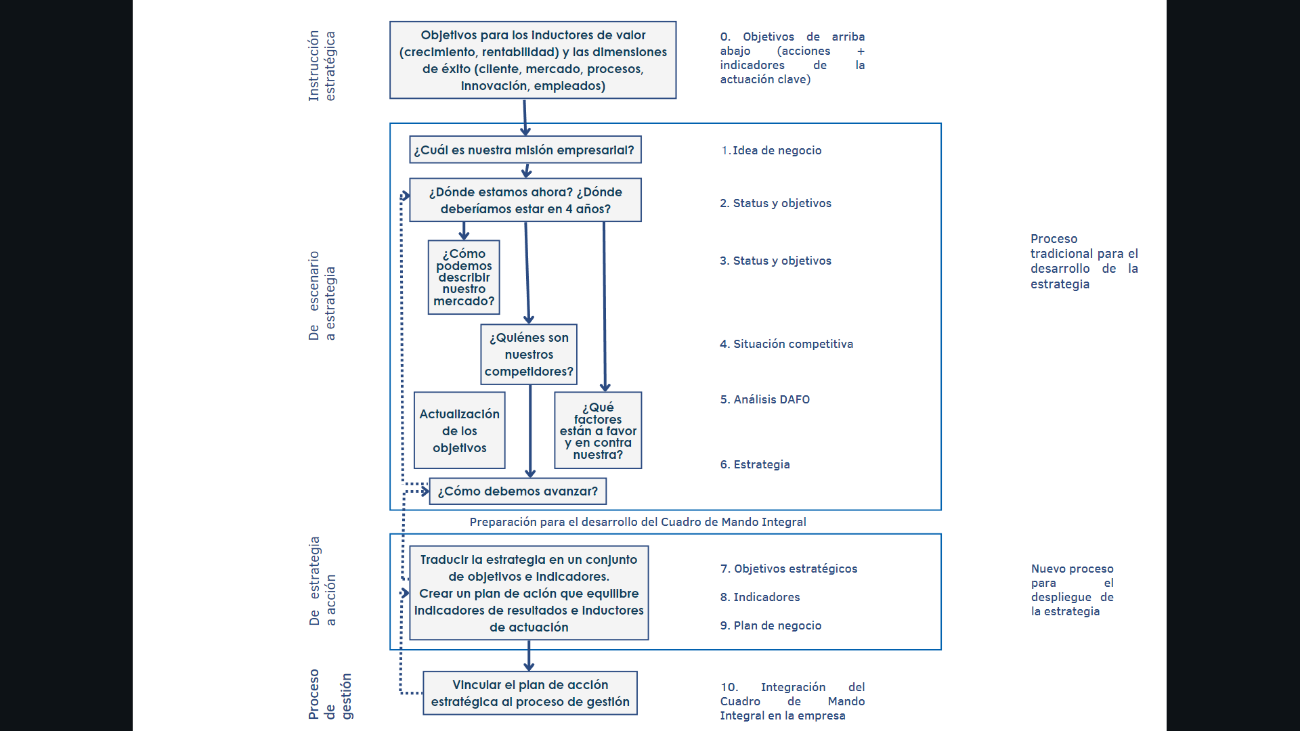 Instrucción
estratégica
Objetivos para los inductores de valor
(crecimiento, rentabilidad) y las dimensiones
de éxito (cliente, mercado, procesos,
innovación, empleados)
0. Objetivos de arriba
abajo (acciones +
indicadores de la
actuación clave)
¿Cuál es nuestra misión empresarial?
1. Idea de negocio
¿Dónde estamos ahora? ¿Dónde
deberíamos estar en 4 años?
2. Status y objetivos
De escenario
a estrategia
¿Cómo
podemos
describir
nuestro
mercado?
3. Status y objetivos
Proceso
tradicional para el
desarrollo de la
estrategia
¿Quiénes son
nuestros
competidores?
4. Situación competitiva
Actualización
de los
objetivos
¿Qué
factores
están a favor
y en contra
nuestra?
5. Análisis DAFO
6. Estrategia
¿Cómo debemos avanzar?
Preparación para el desarrollo del Cuadro de Mando Integral
De estrategia
a acción
Traducir la estrategia en un conjunto
de objetivos e indicadores.
Crear un plan de ación que equilibre
indicadores de resultados e inductores
de actuación
7. Objetivos estratégicos
8. Indicadores
9. Plan de negocio
Nuevo proceso
para el
despliegue de
la estrategia
Proceso
de
gestión
Vincular el plan de acción
estratégica al proceso de gestión
10. Integración del
Cuadro de Mando
Integral en la empresa